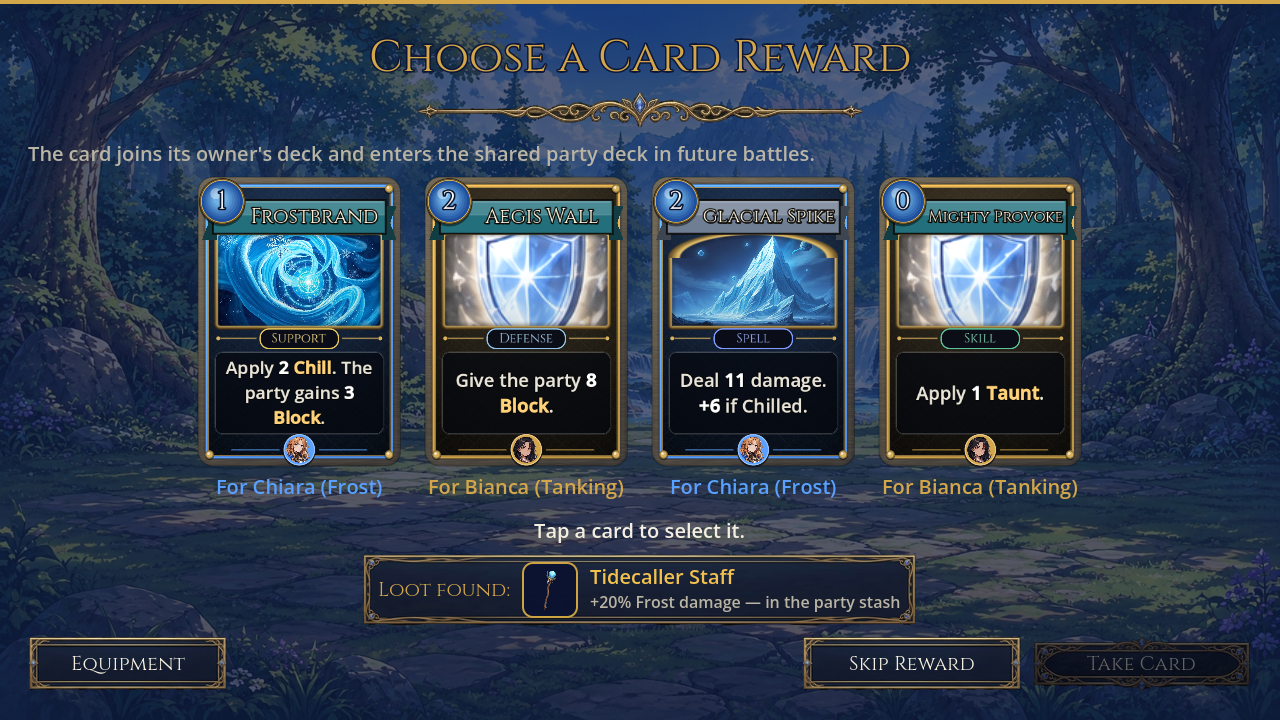 Choose a Card Reward
The card joins its owner's deck and enters the shared party deck in future battles.
1
Frostbrand
Support
Apply 2 Chill. The
party gains 3
Block.
For Chiara (Frost)
2
Aegis Wall
Defense
Give the party 8
Block.
For Bianca (Tanking)
2
Glacial Spike
Spell
Deal 11 damage.
+6 if Chilled.
For Chiara (Frost)
0
Mighty Provoke
Skill
Apply 1 Taunt.
For Bianca (Tanking)
Tap a card to select it.
Loot found:
Tidecaller Staff
+20% Frost damage — in the party stash
Equipment
Skip Reward
Take Card